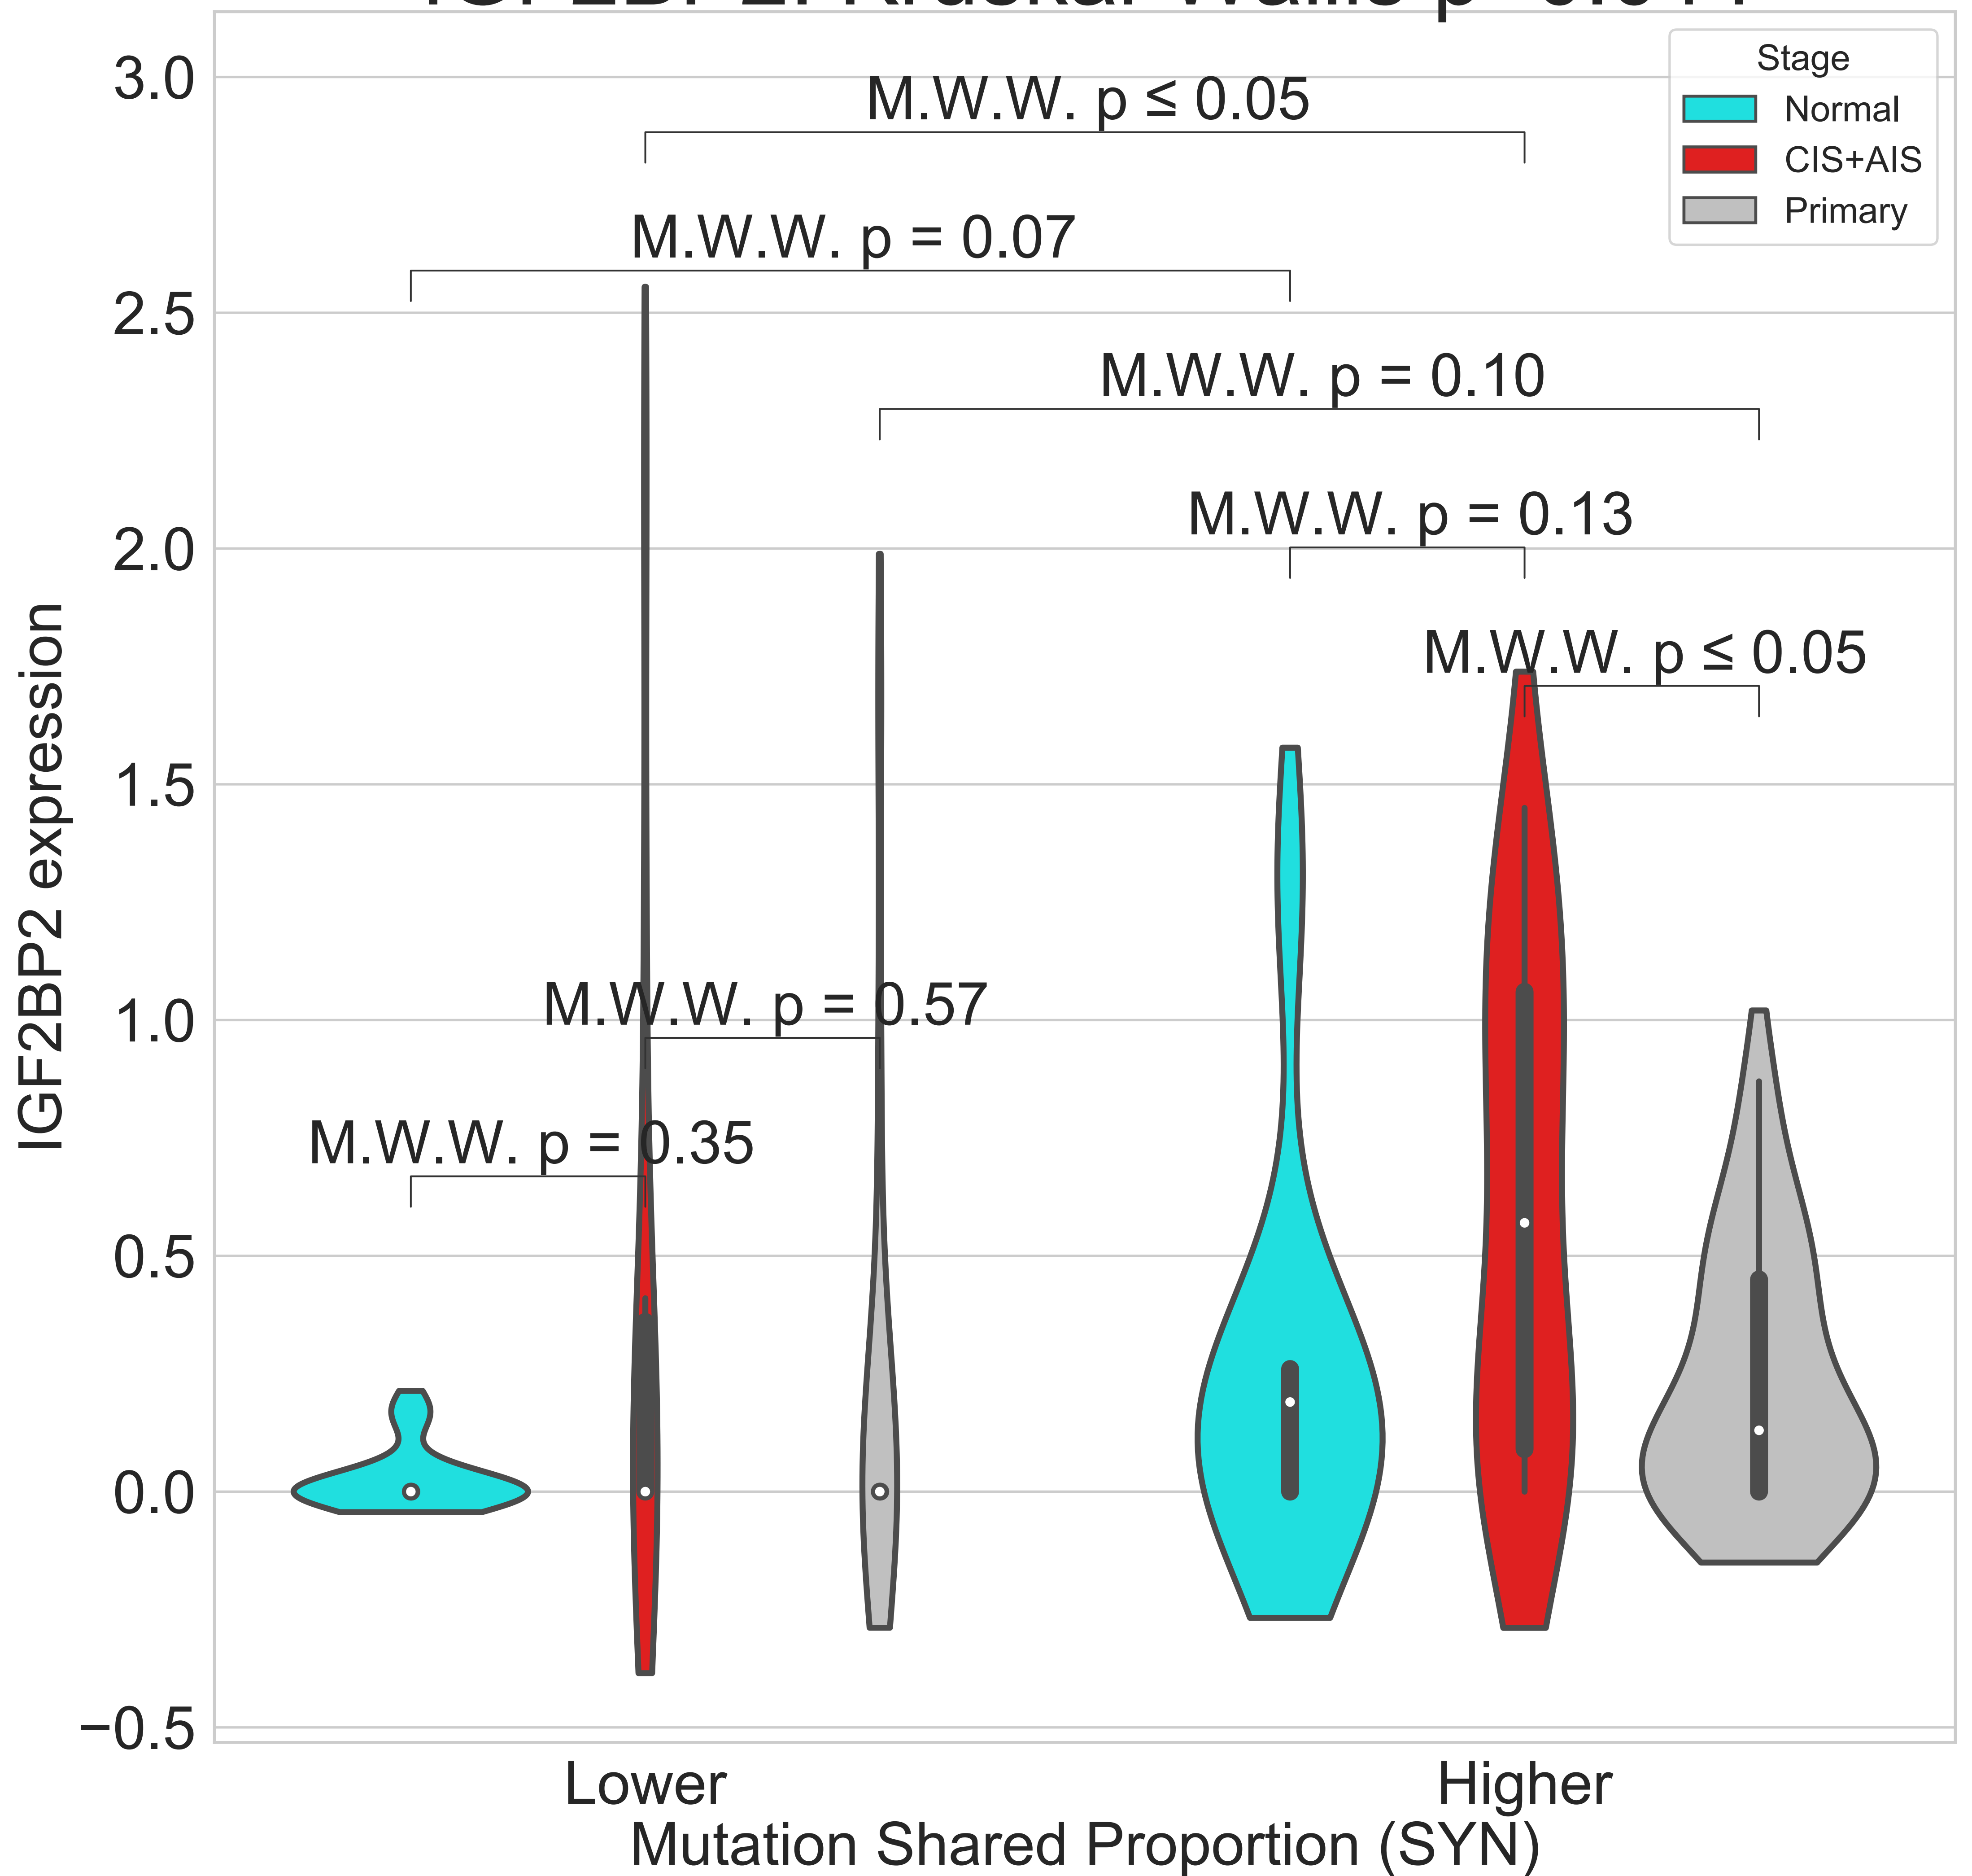 Stage
Normal
CIS+AIS
Primary
3.0
2.5
2.0
1.5
1.0
0.5
0.0
−0.5
IGF2BP2 expression
M.W.W. p ≤ 0.05
M.W.W. p = 0.07
M.W.W. p = 0.10
M.W.W. p = 0.13
M.W.W. p ≤ 0.05
M.W.W. p = 0.57
M.W.W. p = 0.35
Lower
Higher
Mutation Shared Proportion (SYN)